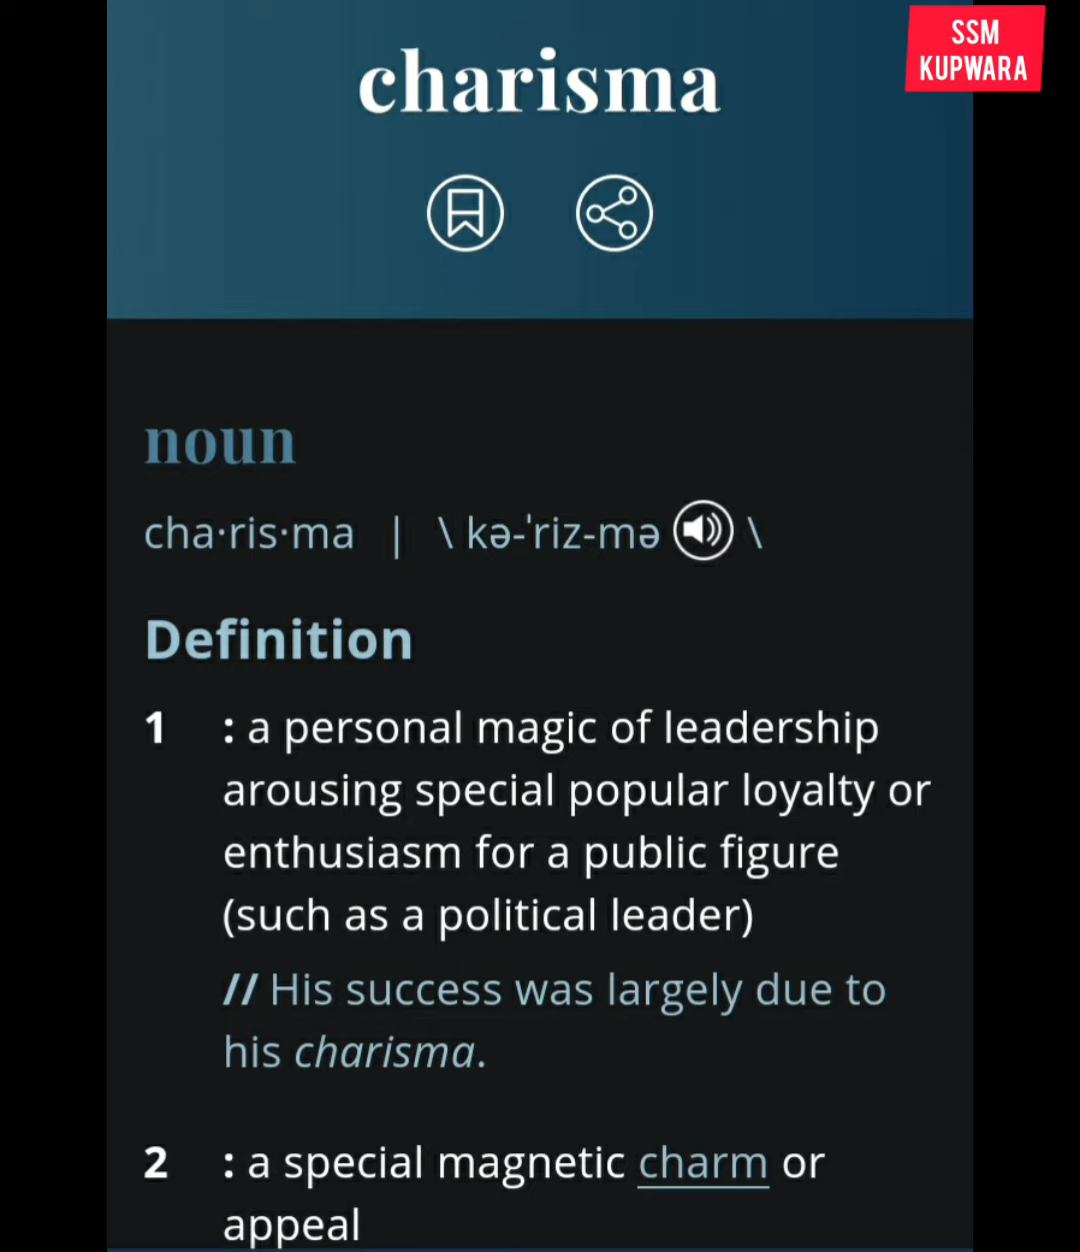 charisma
SSM
KUPWARA
noun
cha·ris·ma | \ kə-ˈriz-mə \
Definition
1 : a personal magic of leadership
arousing special popular loyalty or
enthusiasm for a public figure
(such as a political leader)
// His success was largely due to
his charisma.
2 : a special magnetic charm or
appeal